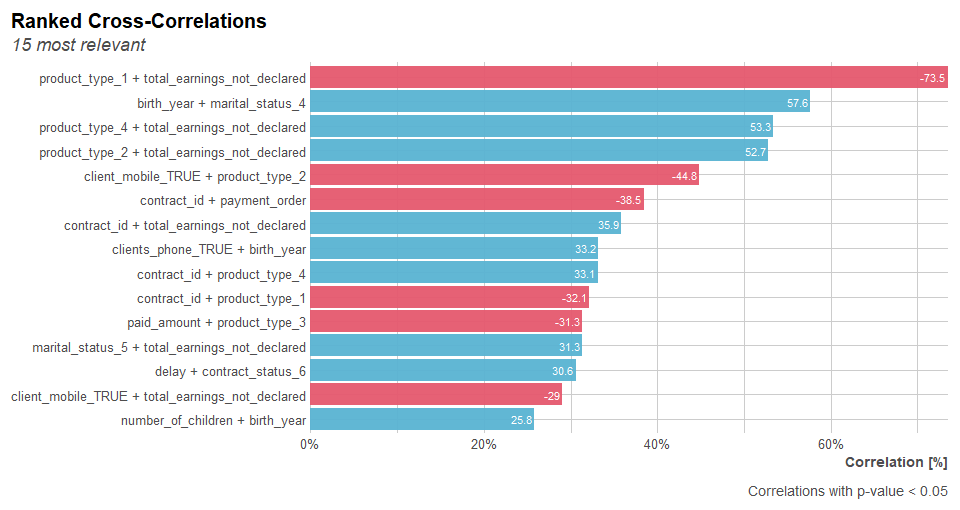 Ranked Cross-Correlations
15 most relevant
product_type_1 + total_earnings_not_declared -73.5
birth_year + marital_status_4 57.6
product_type_4 + total_earnings_not_declared 53.3
product_type_2 + total_earnings_not_declared 52.7
client_mobile_TRUE + product_type_2 -44.8
contract_id + payment_order -38.5
contract_id + total_earnings_not_declared 35.9
clients_phone_TRUE + birth_year 33.2
contract_id + product_type_4 33.1
contract_id + product_type_1 -32.1
paid_amount + product_type_3 -31.3
marital_status_5 + total_earnings_not_declared 31.3
delay + contract_status_6 30.6
client_mobile_TRUE + total_earnings_not_declared -29
number_of_children + birth_year 25.8
0% 20% 40% 60%
Correlation [%]
Correlations with p-value < 0.05